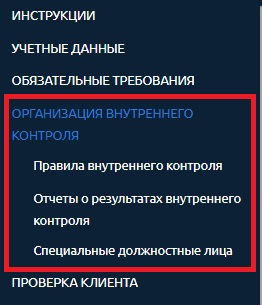 ИНСТРУКЦИИ
УЧЕТНЫЕ ДАННЫЕ
ОБЯЗАТЕЛЬНЫЕ ТРЕБОВАНИЯ
ОРГАНИЗАЦИЯ ВНУТРЕННЕГО
КОНТРОЛЯ
Правила внутреннего контроля
Отчеты о результатах внутреннего
контроля
Специальные должностные лица
ПРОВЕРКА КЛИЕНТА